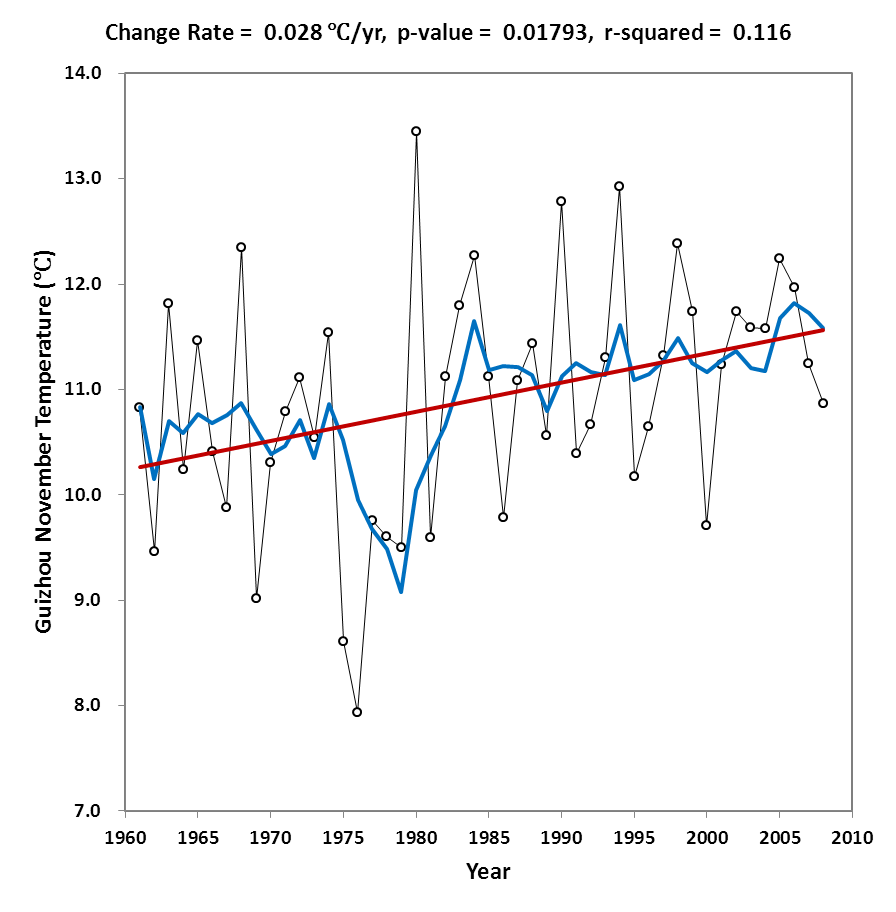 Change Rate = 0.028 ℃/yr, p-value = 0.01793, r-squared = 0.116
Guizhou November Temperature (℃)
14.0
13.0
12.0
11.0
10.0
9.0
8.0
7.0
1960 1965 1970 1975 1980 1985 1990 1995 2000 2005 2010
Year